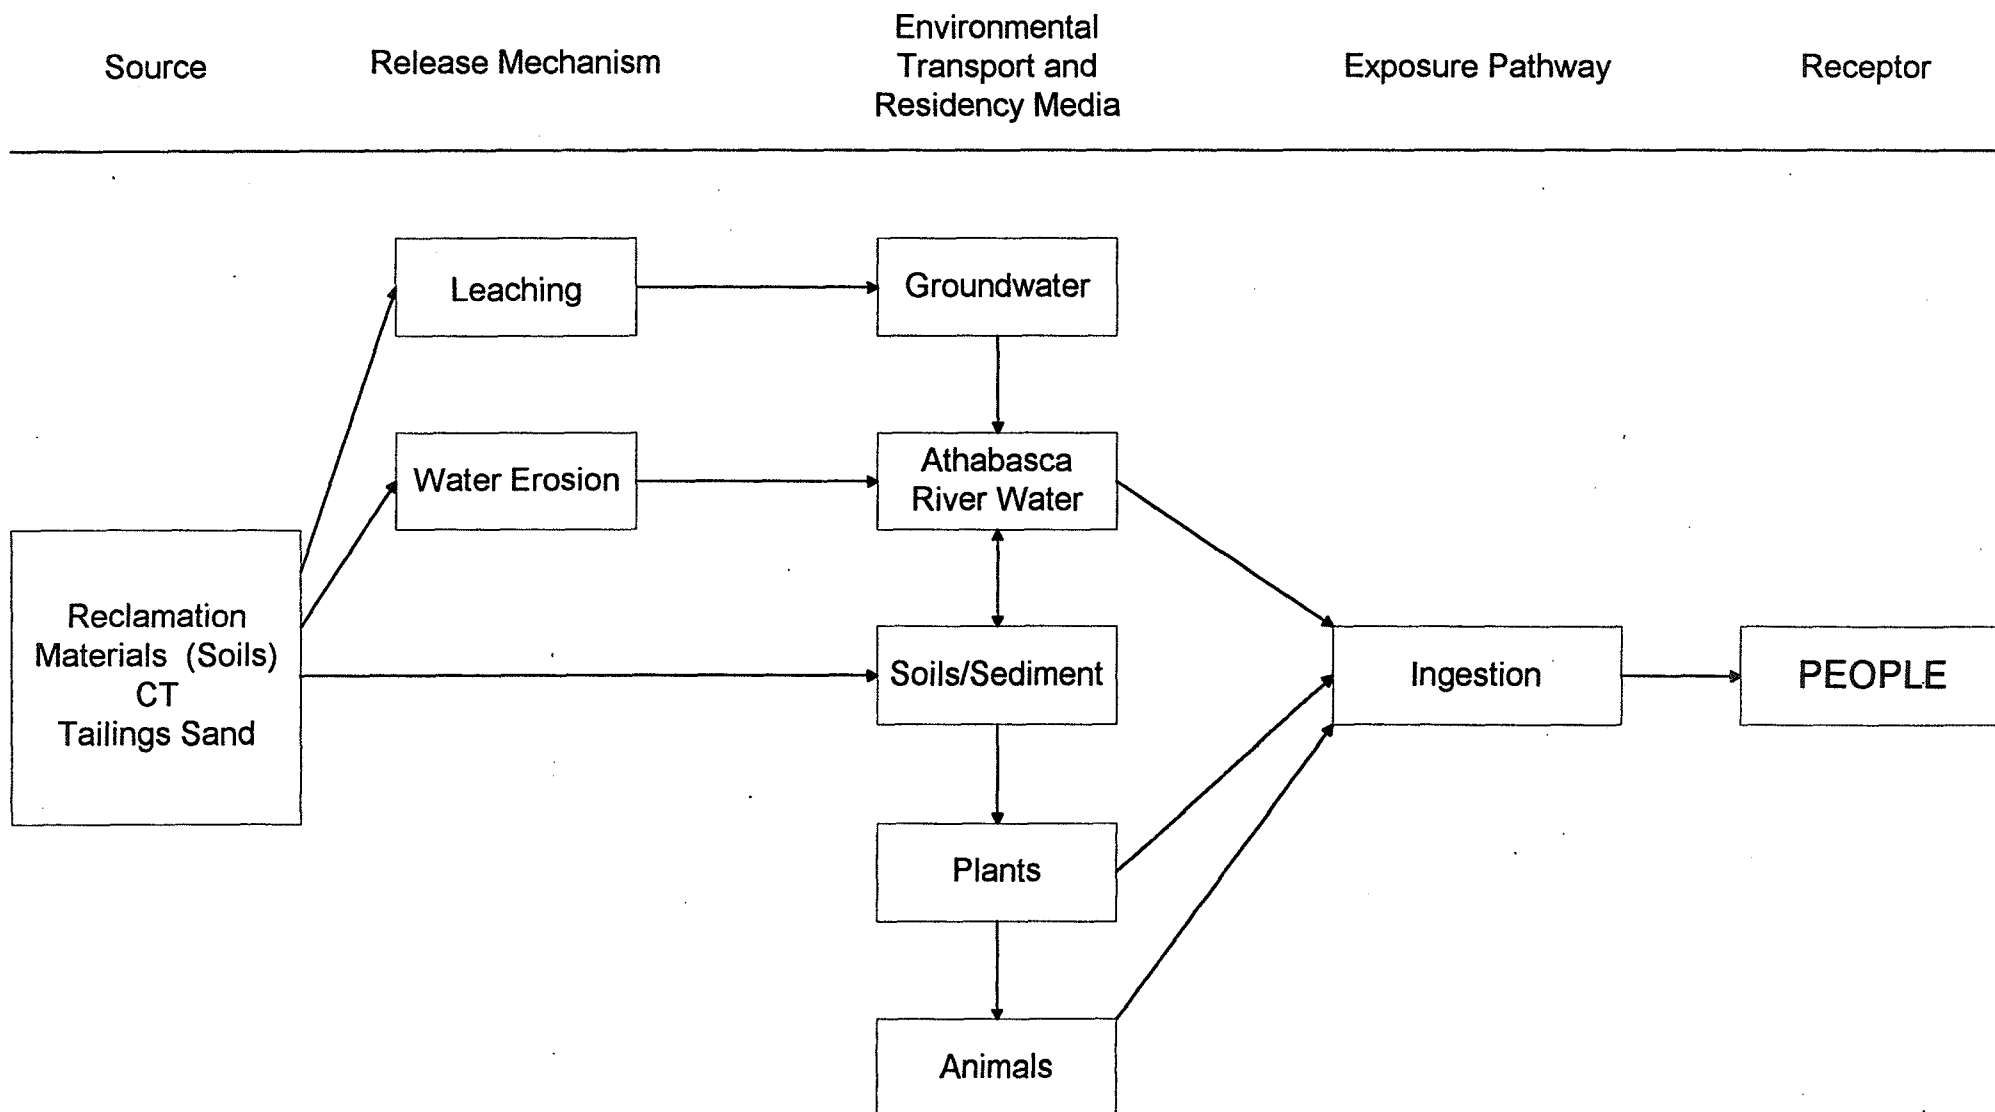 Source
Release Mechanism
Environmental
Transport and
Residency Media
Exposure Pathway
Receptor
Leaching
Groundwater
Water Erosion
Athabasca
River Water
Reclamation
Materials (Soils)
CT
Tailings Sand
Soils/Sediment
Ingestion
PEOPLE
Plants
Animals